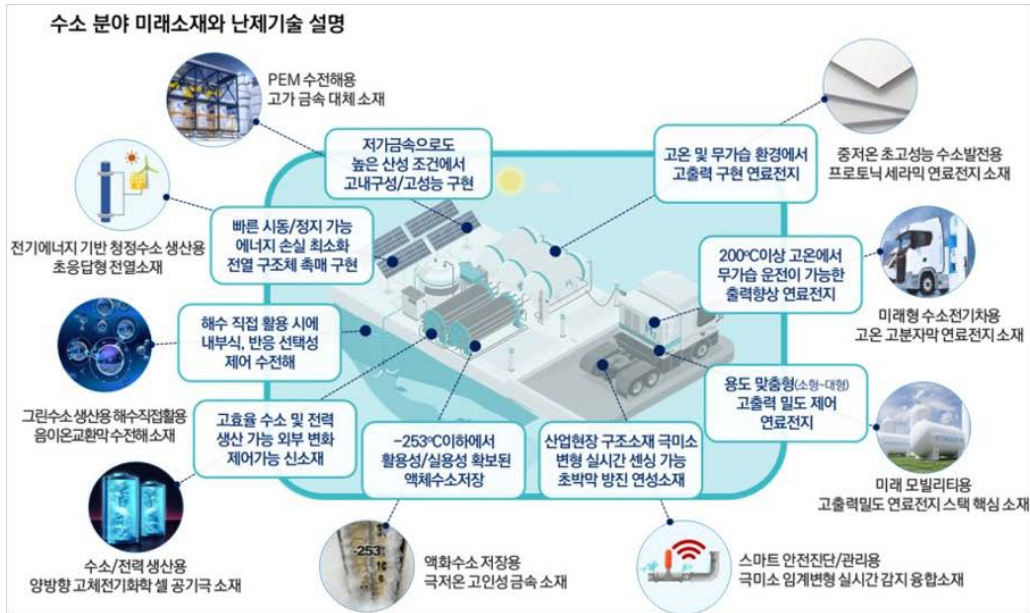 수소 분야 미래소재와 난제기술 설명
PEM 수전해용
고가 금속 대체 소재
저가금속으로도
높은 산성 조건에서
고내구성/고성능 구현
고온 및 무가습 환경에서
고출력 구현 연료전지
중저온 초고성능 수소발전용
프로토닉 세라믹 연료전지 소재
전기에너지 기반 청정수소 생산용
초응답형 전열소재
빠른 시동/정지 가능
에너지 손실 최소화
전열 구조체 촉매 구현
200℃이상 고온에서
무가습 운전이 가능한
출력향상 연료전지
미래형 수소전기차용
고온 고분자막 연료전지 소재
해수 직접 활용 시에
내부식, 반응 선택성
제어 수전해
그린수소 생산용 해수직접활용
음이온교환막 수전해 소재
용도 맞춤형(소형~대형)
고출력 밀도 제어
연료전지
미래 모빌리티용
고출력밀도 연료전지 스택 핵심 소재
고효율 수소 및 전력
생산 가능 외부 변화
제어가능 신소재
수소/전력 생산용
양방향 고체전기화학 셀 공기극 소재
-253℃이하에서
활용성/실용성 확보된
액체수소저장
-253
액화수소 저장용
극저온 고인성 금속 소재
산업현장 구조소재 극미소
변형 실시간 센싱 가능
초박막 방진 연성소재
스마트 안전진단/관리용
극미소 임계변형 실시간 감지 융합소재